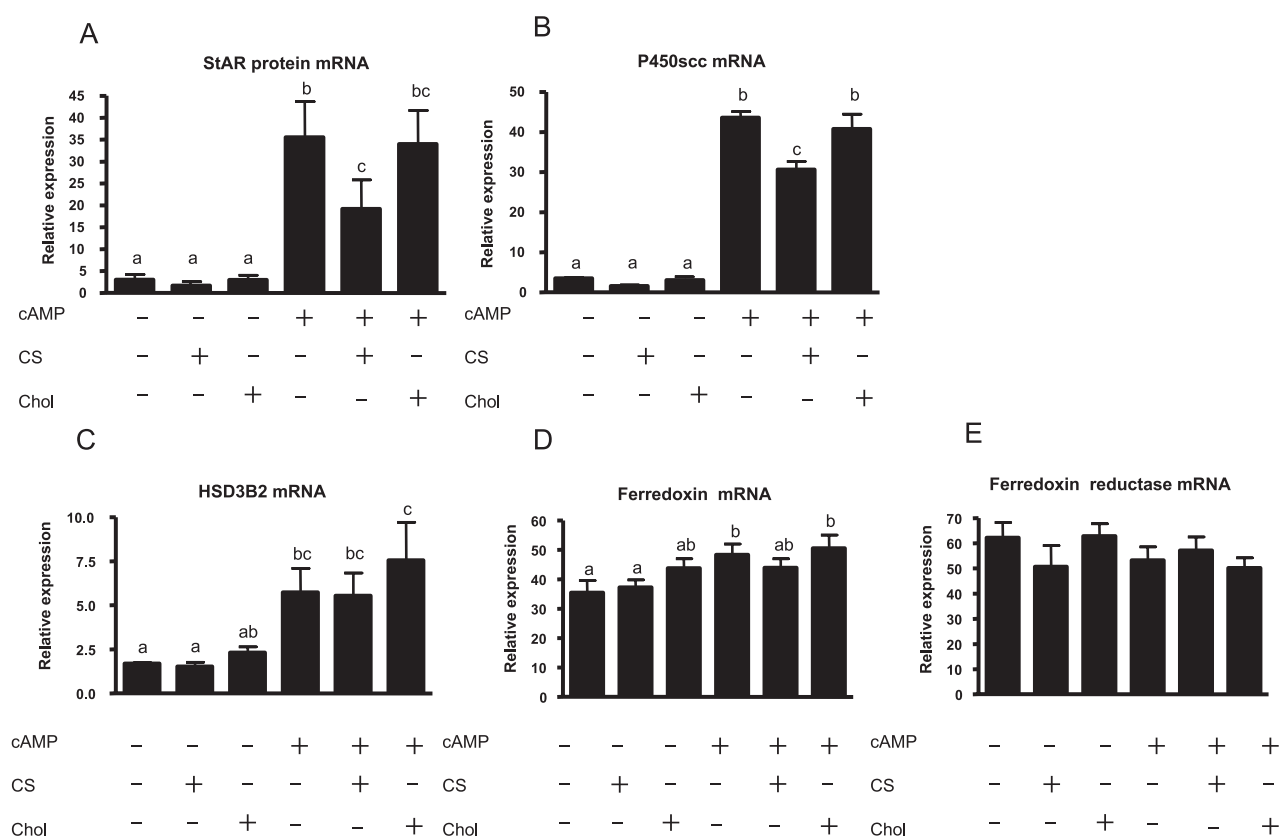 A
StAR protein mRNA
Relative expression
45
40
35
30
25
20
15
10
5
0
a a a b c bc
cAMP – – – + + +
CS – + – – + –
Chol – – + – – +
B
P450scc mRNA
Relative expression
50
40
30
20
10
0
a a a b c b
cAMP – – – + + +
CS – + – – + –
Chol – – + – – +
C
HSD3B2 mRNA
Relative expression
10.0
7.5
5.0
2.5
0.0
a a ab bc bc c
cAMP – – – + + +
CS – + – – + –
Chol – – + – – +
D
Ferredoxin mRNA
Relative expression
60
50
40
30
20
10
0
a a ab b ab b
– – – + + +
– + – – + –
– – + – – +
E
Ferredoxin reductase mRNA
Relative expression
70
60
50
40
30
20
10
0
cAMP – – – + + +
CS – + – – + –
Chol – – + – – +